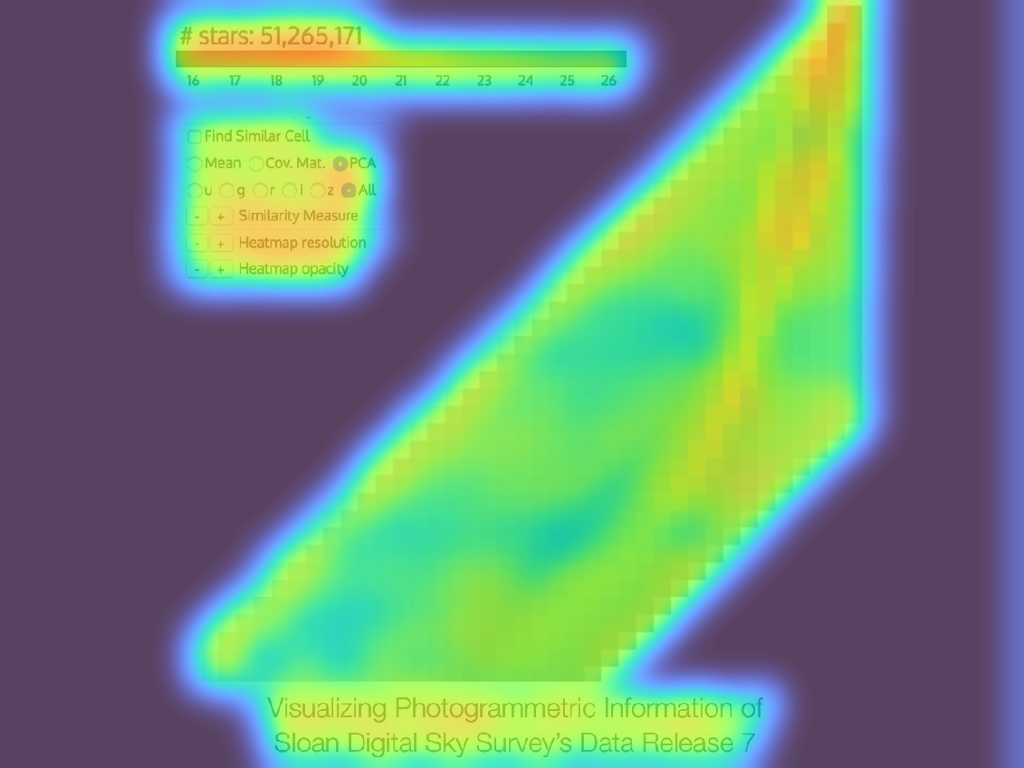 # stars: 51,265,171
16 17 18 19 20 21 22 23 24 25 26
Find Similar Cell
Mean Cov. Mat. PCA
u g r i z All
- + Similarity Measure
- + Heatmap resolution
- + Heatmap opacity
Visualizing Photogrammetric Information of
Sloan Digital Sky Survey's Data Release 7